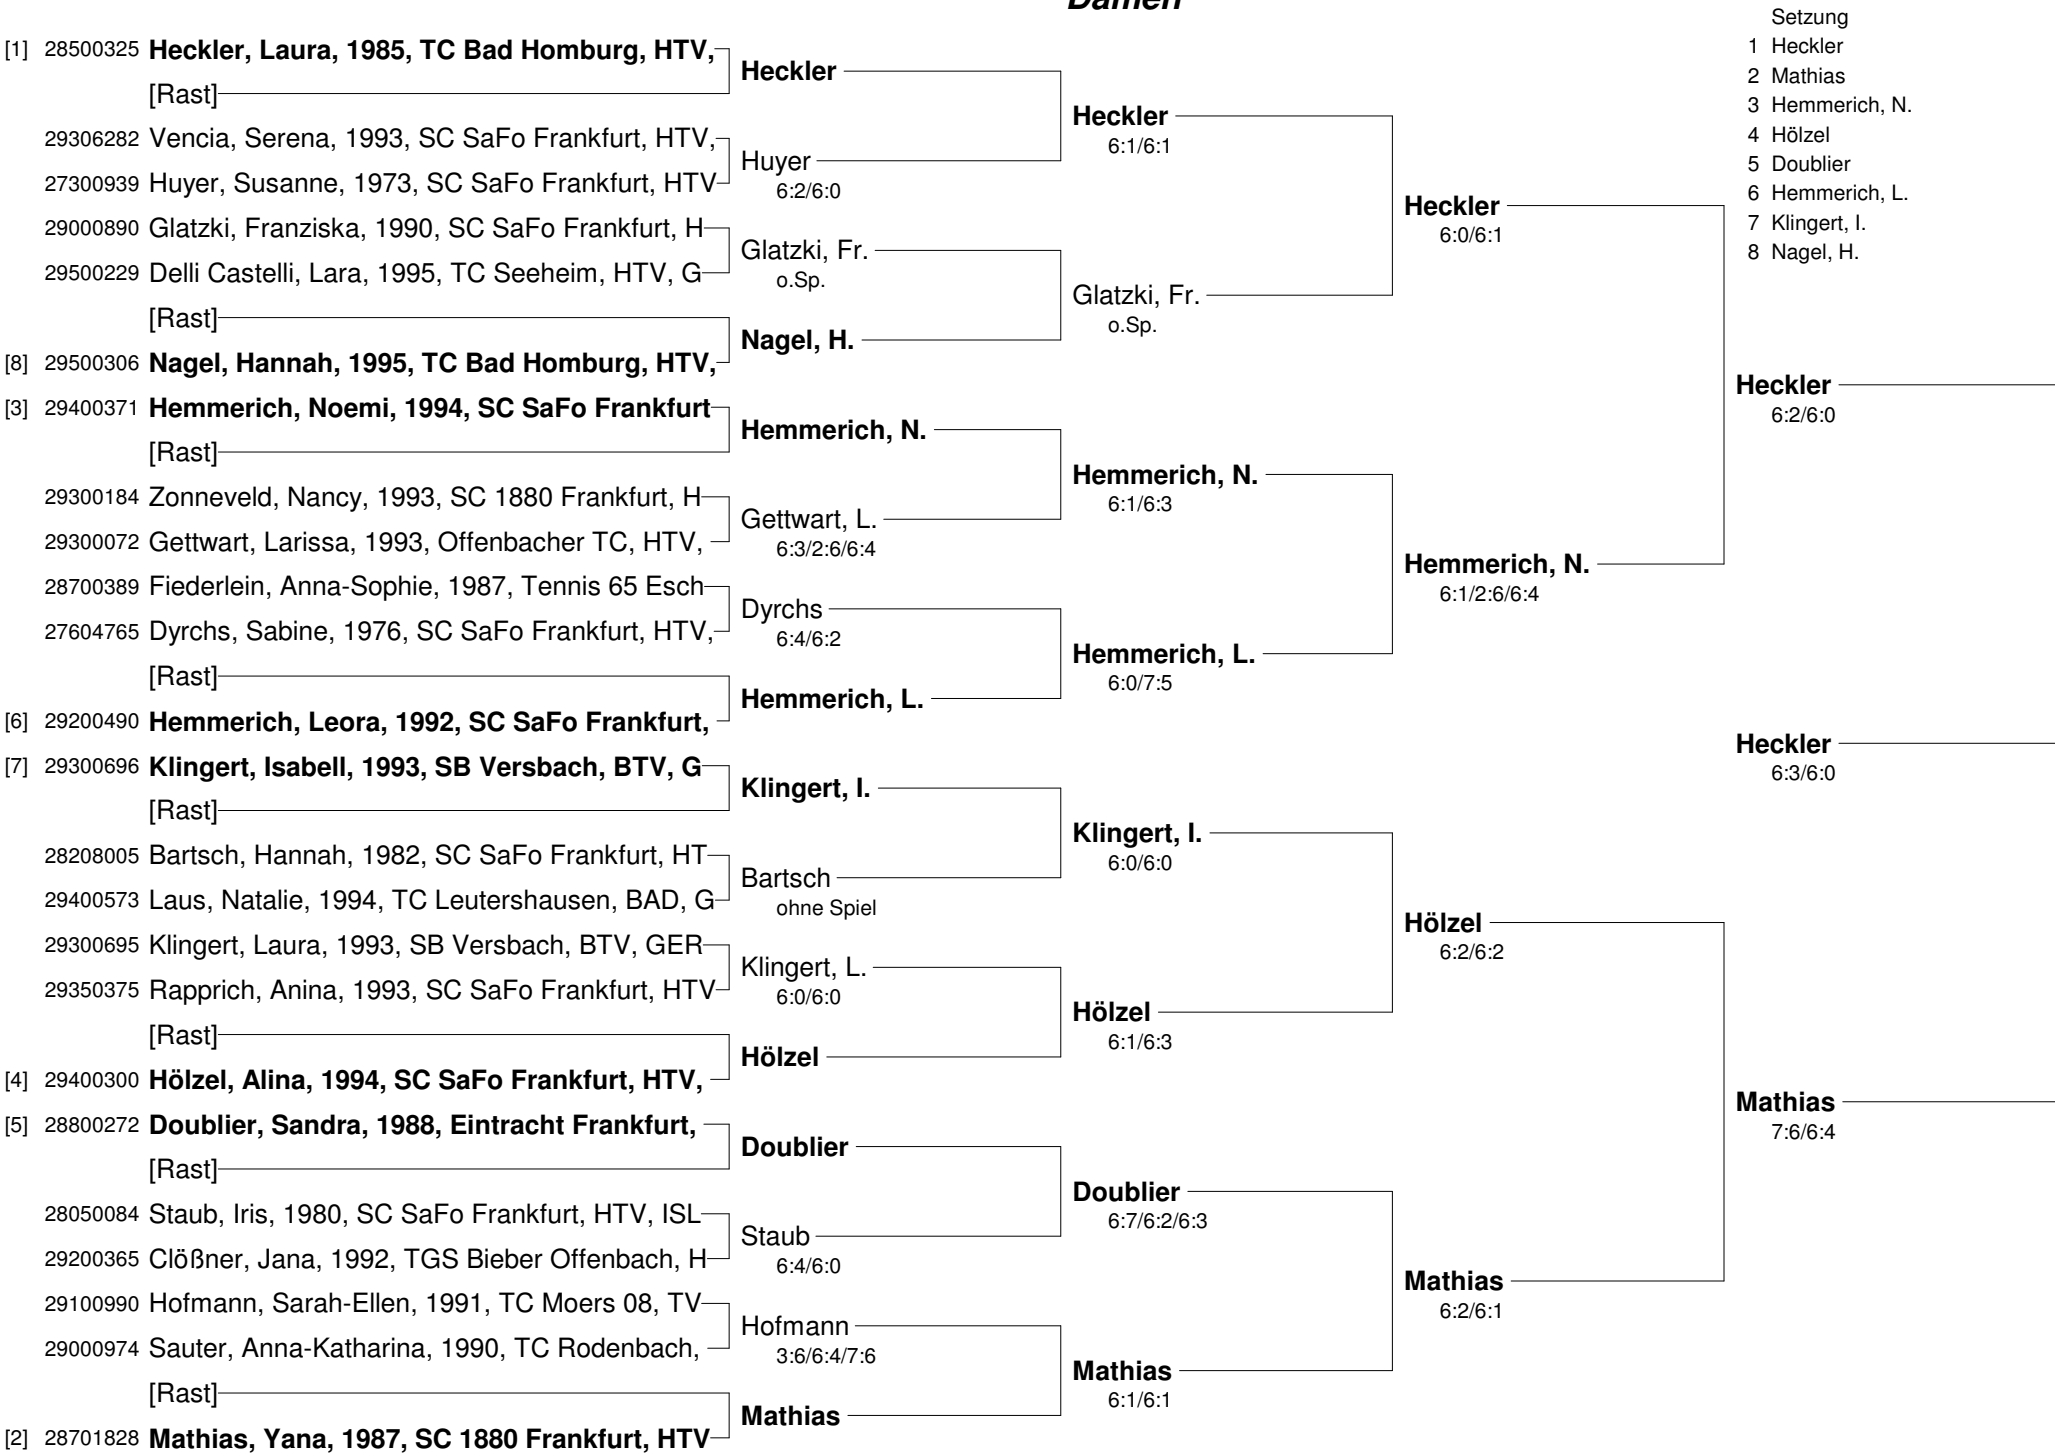 Damen
Setzung
1 Heckler
2 Mathias
3 Hemmerich, N.
4 Hölzel
5 Doublier
6 Hemmerich, L.
7 Klingert, I.
8 Nagel, H.
[1] 28500325 Heckler, Laura, 1985, TC Bad Homburg, HTV,
[Rast]
29306282 Vencia, Serena, 1993, SC SaFo Frankfurt, HTV,
27300939 Huyer, Susanne, 1973, SC SaFo Frankfurt, HTV
29000890 Glatzki, Franziska, 1990, SC SaFo Frankfurt, H
29500229 Delli Castelli, Lara, 1995, TC Seeheim, HTV, G
[Rast]
[8] 29500306 Nagel, Hannah, 1995, TC Bad Homburg, HTV,
[3] 29400371 Hemmerich, Noemi, 1994, SC SaFo Frankfurt
[Rast]
29300184 Zonneveld, Nancy, 1993, SC 1880 Frankfurt, H
29300072 Gettwart, Larissa, 1993, Offenbacher TC, HTV,
28700389 Fiederlein, Anna-Sophie, 1987, Tennis 65 Esch
27604765 Dyrchs, Sabine, 1976, SC SaFo Frankfurt, HTV,
[Rast]
[6] 29200490 Hemmerich, Leora, 1992, SC SaFo Frankfurt,
[7] 29300696 Klingert, Isabell, 1993, SB Versbach, BTV, G
[Rast]
28208005 Bartsch, Hannah, 1982, SC SaFo Frankfurt, HT
29400573 Laus, Natalie, 1994, TC Leutershausen, BAD, G
29300695 Klingert, Laura, 1993, SB Versbach, BTV, GER
29350375 Rapprich, Anina, 1993, SC SaFo Frankfurt, HTV
[Rast]
[4] 29400300 Hölzel, Alina, 1994, SC SaFo Frankfurt, HTV,
[5] 28800272 Doublier, Sandra, 1988, Eintracht Frankfurt,
[Rast]
28050084 Staub, Iris, 1980, SC SaFo Frankfurt, HTV, ISL
29200365 Clößner, Jana, 1992, TGS Bieber Offenbach, H
29100990 Hofmann, Sarah-Ellen, 1991, TC Moers 08, TV
29000974 Sauter, Anna-Katharina, 1990, TC Rodenbach,
[Rast]
[2] 28701828 Mathias, Yana, 1987, SC 1880 Frankfurt, HTV
Heckler
Huyer
6:2/6:0
Glatzki, Fr.
o.Sp.
Nagel, H.
Hemmerich, N.
Gettwart, L.
6:3/2:6/6:4
Dyrchs
6:4/6:2
Hemmerich, L.
Klingert, I.
Bartsch
ohne Spiel
Klingert, L.
6:0/6:0
Hölzel
Doublier
Staub
6:4/6:0
Hofmann
3:6/6:4/7:6
Mathias
Heckler
6:1/6:1
Glatzki, Fr.
o.Sp.
Hemmerich, N.
6:1/6:3
Hemmerich, L.
6:0/7:5
Klingert, I.
6:0/6:0
Hölzel
6:1/6:3
Doublier
6:7/6:2/6:3
Mathias
6:1/6:1
Heckler
6:0/6:1
Hemmerich, N.
6:1/2:6/6:4
Hölzel
6:2/6:2
Mathias
6:2/6:1
Heckler
6:2/6:0
Heckler
6:3/6:0
Mathias
7:6/6:4